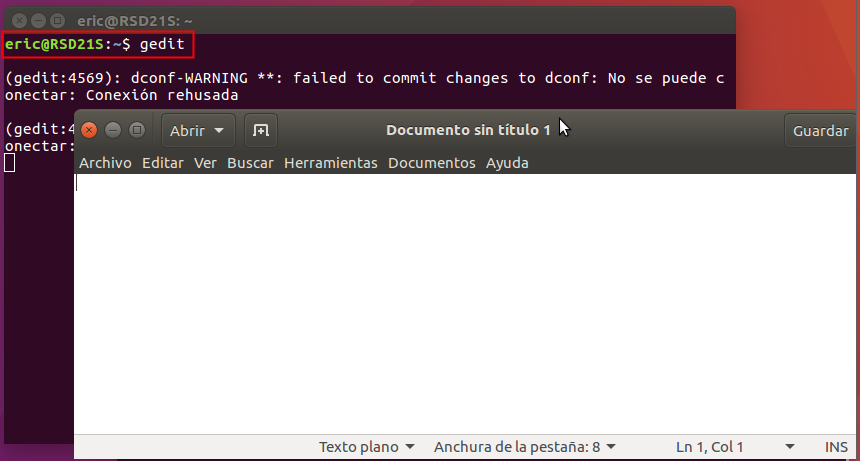 eric@RSD21S: ~
eric@RSD21S:~$ gedit
(gedit:4569): dconf-WARNING **: failed to commit changes to dconf: No se puede c
onectar: Conexión rehusada
(gedit:4
onectar:
Abrir Documento sin título 1 Guardar
Archivo Editar Ver Buscar Herramientas Documentos Ayuda
Texto plano Anchura de la pestaña: 8 Ln 1, Col 1 INS